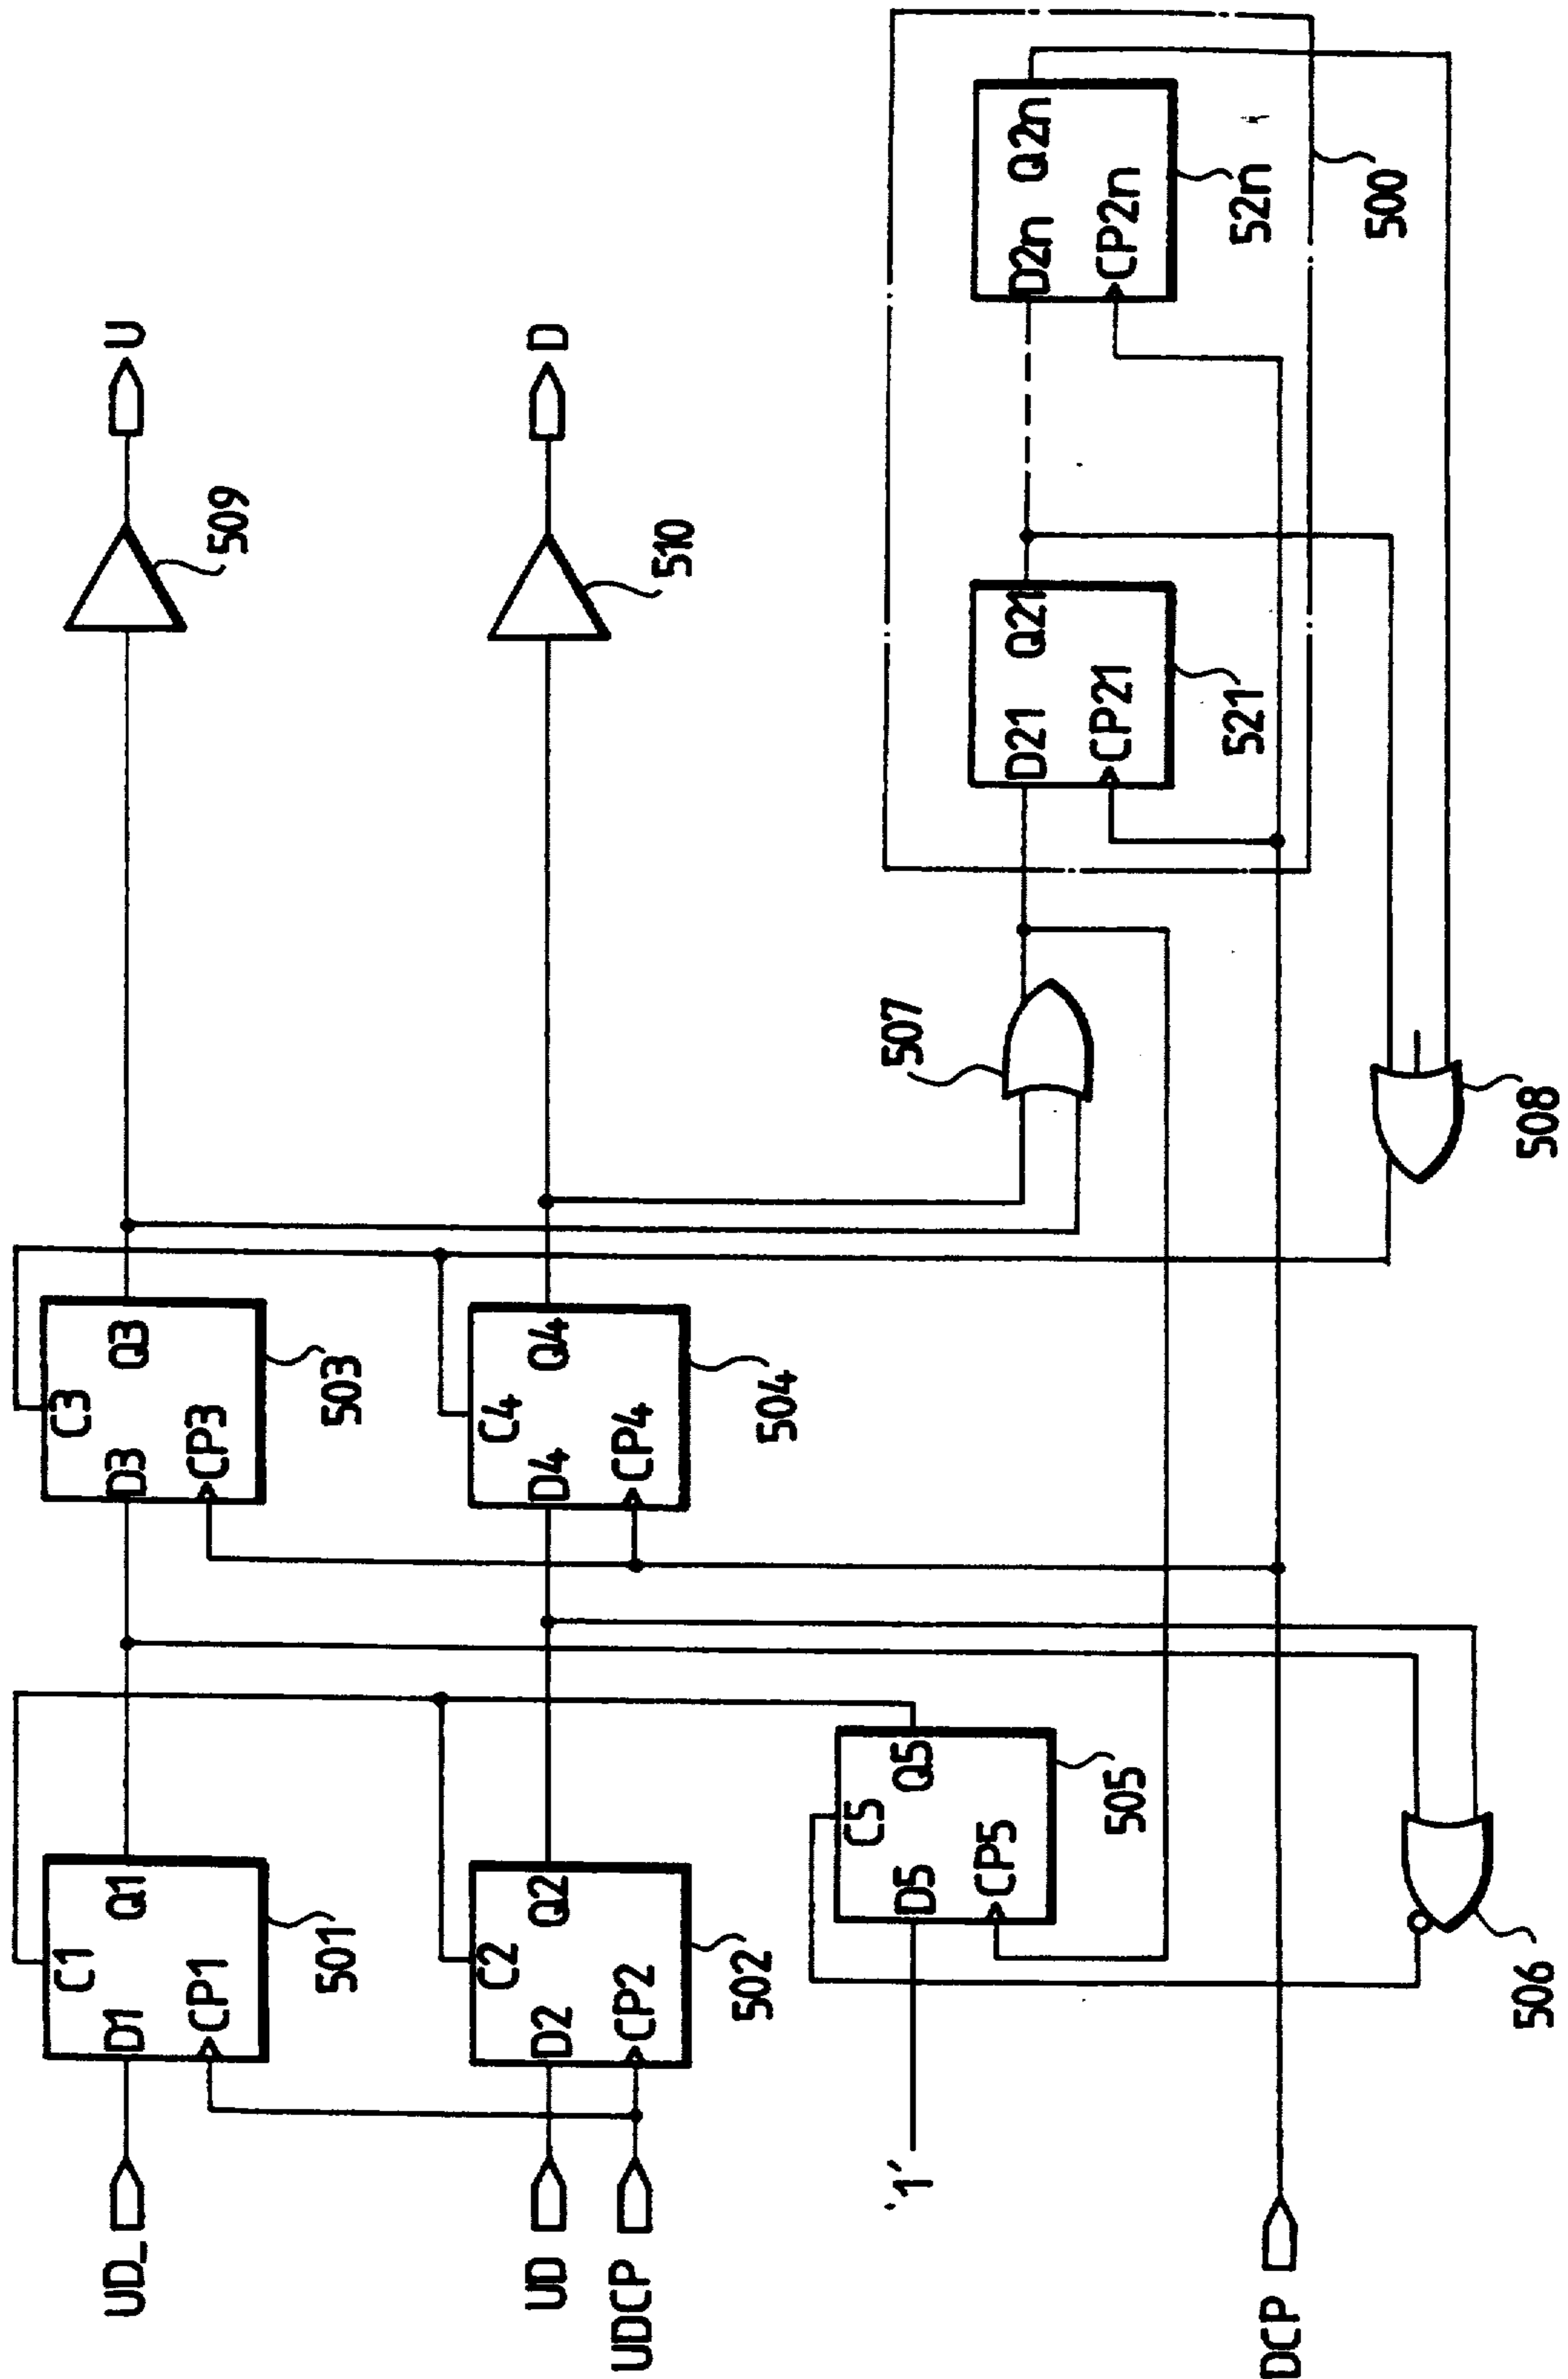 UD_
D1
C1
Q1
CP1
501
D3
C3
Q3
CP3
503
509
U
UD
UDCP
D2
C2
Q2
CP2
502
D4
C4
Q4
CP4
504
510
D
'1'
D5
C5
Q5
CP5
505
507
D21
Q21
CP21
521
D2n
Q2n
CP2n
52n
500
DCP
506
508